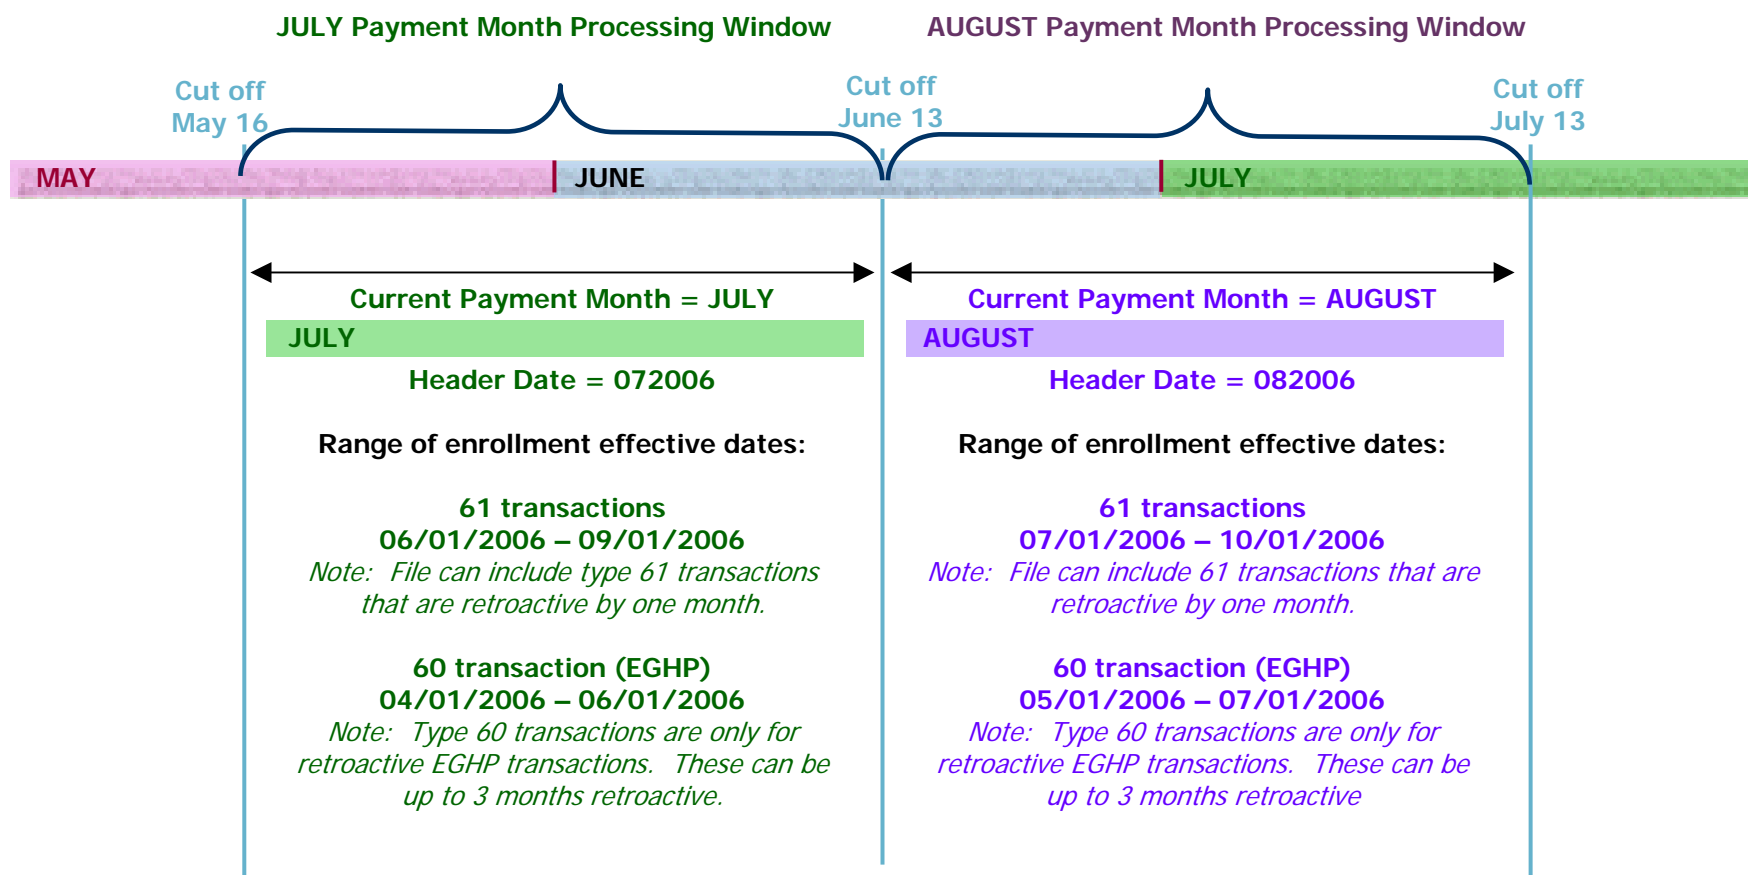 JULY Payment Month Processing Window
AUGUST Payment Month Processing Window
Cut off
May 16
Cut off
June 13
Cut off
July 13
MAY
JUNE
JULY
Current Payment Month = JULY
JULY
Header Date = 072006
Range of enrollment effective dates:
61 transactions
06/01/2006 – 09/01/2006
Note:  File can include type 61 transactions
that are retroactive by one month.
60 transaction (EGHP)
04/01/2006 – 06/01/2006
Note:  Type 60 transactions are only for
retroactive EGHP transactions.  These can be
up to 3 months retroactive.
Current Payment Month = AUGUST
AUGUST
Header Date = 082006
Range of enrollment effective dates:
61 transactions
07/01/2006 – 10/01/2006
Note:  File can include 61 transactions that are
retroactive by one month.
60 transaction (EGHP)
05/01/2006 – 07/01/2006
Note:  Type 60 transactions are only for
retroactive EGHP transactions.  These can be
up to 3 months retroactive